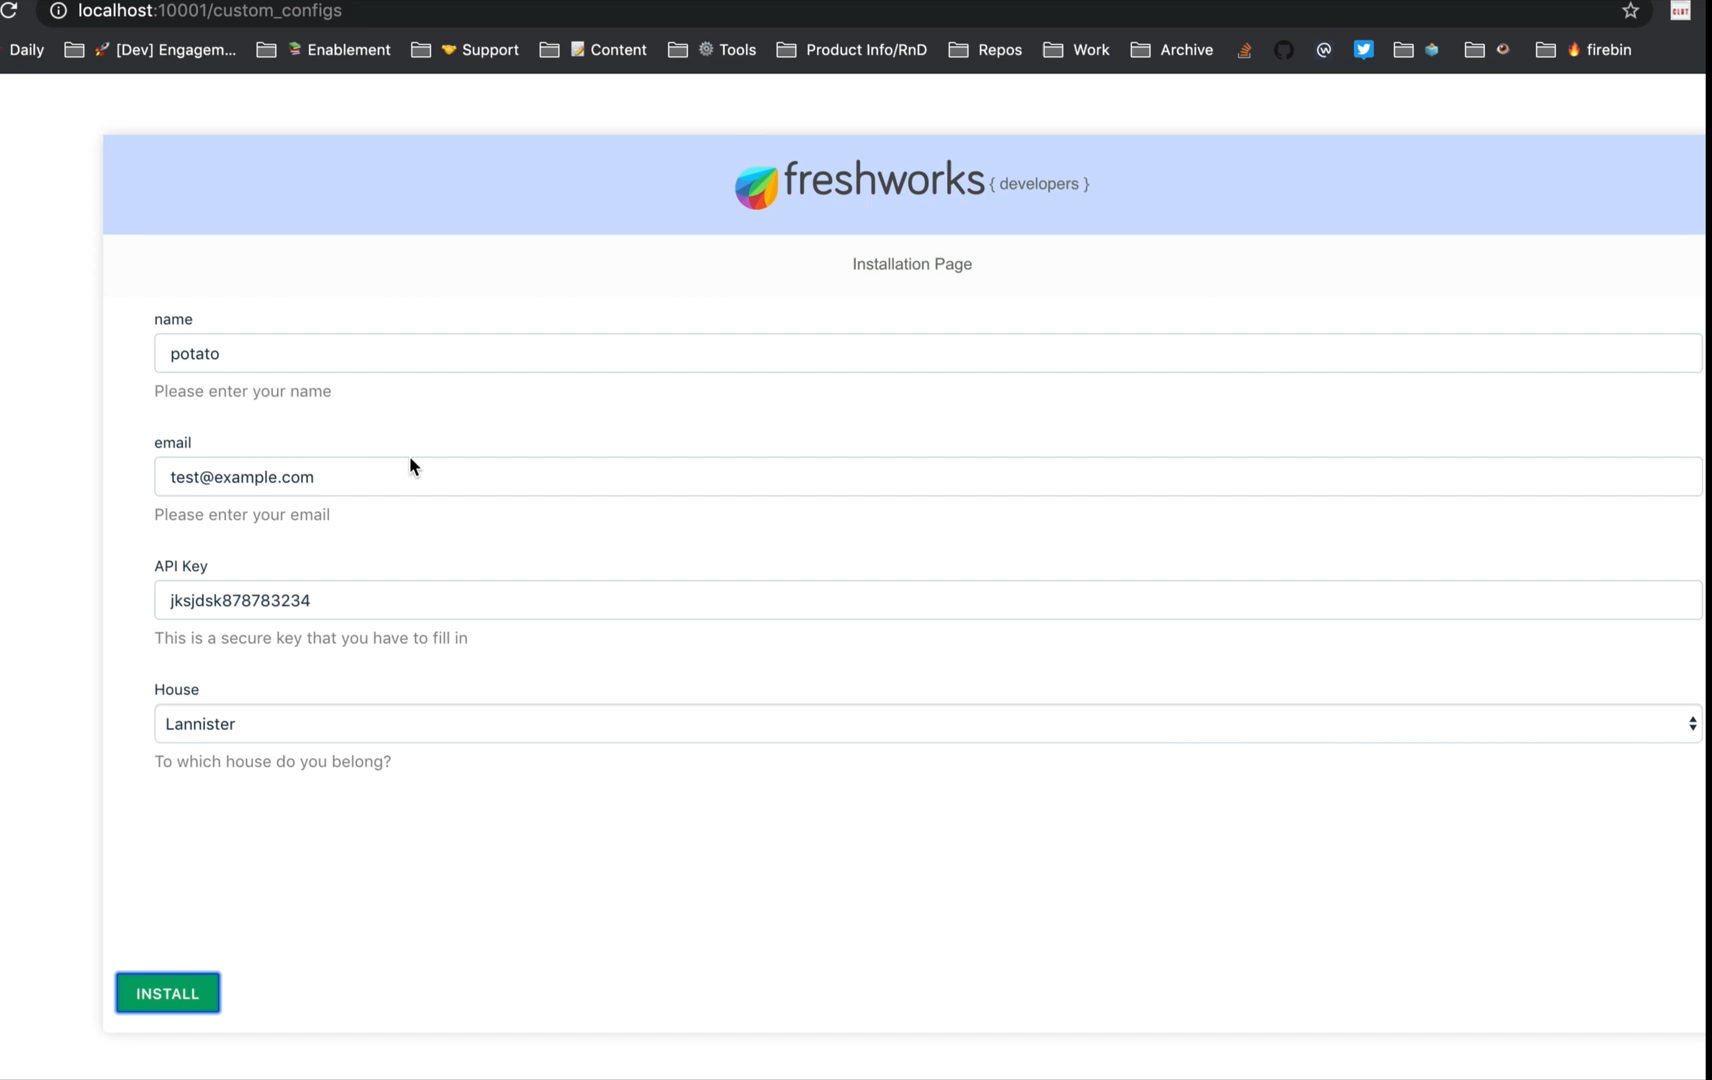 localhost:10001/custom_configs
Daily [Dev] Engagem... Enablement Support Content Tools Product Info/RnD Repos Work Archive firebin
freshworks { developers }
Installation Page
name
potato
Please enter your name
email
test@example.com
Please enter your email
API Key
jksjdsk878783234
This is a secure key that you have to fill in
House
Lannister
To which house do you belong?
INSTALL